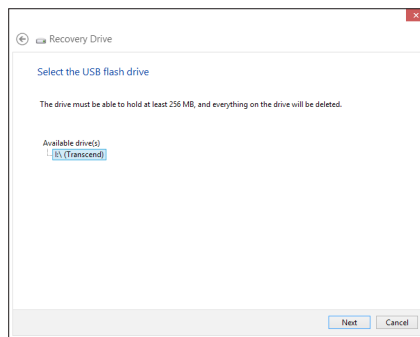 Recovery Drive
Select the USB flash drive
The drive must be able to hold at least 256 MB, and everything on the drive will be deleted.
Available drive(s)
I:\ (Transcend)
Next Cancel